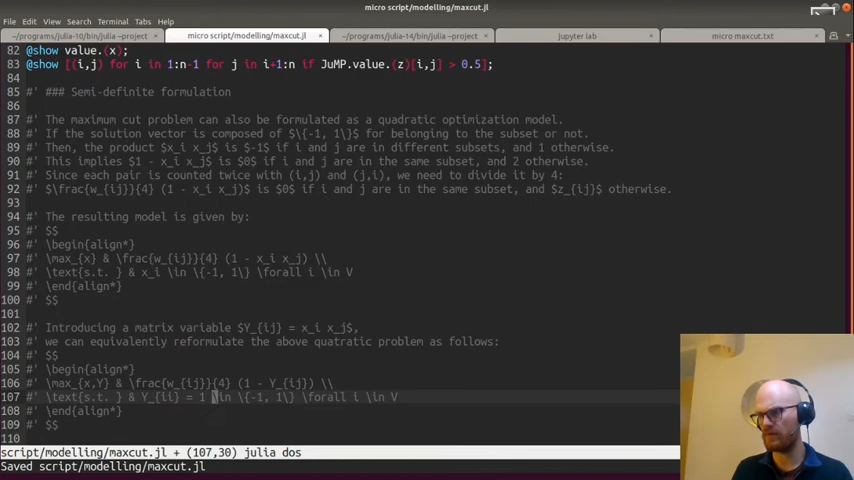 micro script/modelling/maxcut.jl
File Edit View Search Terminal Tabs Help
~/programs/julia-10/bin/julia –project × micro script/modelling/maxcut.jl × ~/programs/julia-14/bin/julia –project × jupyter lab × micro maxcut.txt ×
82 @show value.(x);
83 @show [(i,j) for i in 1:n-1 for j in i+1:n if JuMP.value.(z)[i,j] > 0.5];
84
85 #' ### Semi-definite formulation
86
87 #' The maximum cut problem can also be formulated as a quadratic optimization model.
88 #' If the solution vector is composed of $\{-1, 1\}$ for belonging to the subset or not.
89 #' Then, the product $x_i x_j$ is $-1$ if i and j are in different subsets, and 1 otherwise.
90 #' This implies $1 - x_i x_j$ is $0$ if i and j are in the same subset, and 2 otherwise.
91 #' Since each pair is counted twice with (i,j) and (j,i), we need to divide it by 4:
92 #' $\frac{w_{ij}}{4} (1 - x_i x_j)$ is $0$ if i and j are in the same subset, and $z_{ij}$ otherwise.
93
94 #' The resulting model is given by:
95 #' $$
96 #' \begin{align*}
97 #' \max_{x} & \frac{w_{ij}}{4} (1 - x_i x_j) \\
98 #' \text{s.t. } & x_i \in \{-1, 1\} \forall i \in V
99 #' \end{align*}
100 #' $$
101
102 #' Introducing a matrix variable $Y_{ij} = x_i x_j$,
103 #' we can equivalently reformulate the above quatratic problem as follows:
104 #' $$
105 #' \begin{align*}
106 #' \max_{x,Y} & \frac{w_{ij}}{4} (1 - Y_{ij}) \\
107 #' \text{s.t. } & Y_{ii} = 1 \in \{-1, 1\} \forall i \in V
108 #' \end{align*}
109 #' $$
110
script/modelling/maxcut.jl + (107,30) julia dos
Saved script/modelling/maxcut.jl